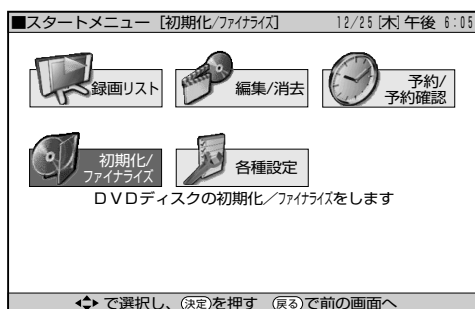 ■スタートメニュー [初期化/ファイナライズ] 12/25[木]午後 6:05
録画リスト
編集/消去
予約/
予約確認
初期化/
ファイナライズ
各種設定
DVDディスクの初期化/ファイナライズをします
で選択し、決定を押す 戻るで前の画面へ